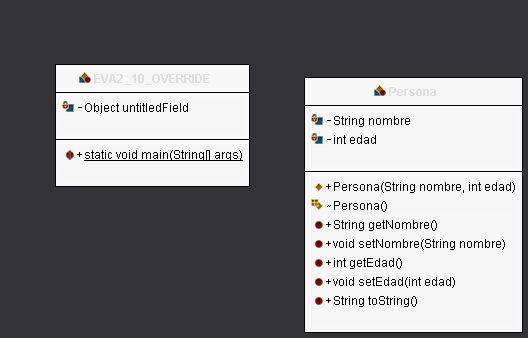 EVA2_10_OVERRIDE
- Object untitledField
+ static void main(String[] args)
Persona
- String nombre
- int edad
+ Persona(String nombre, int edad)
~ Persona()
+ String getNombre()
+ void setNombre(String nombre)
+ int getEdad()
+ void setEdad(int edad)
+ String toString()